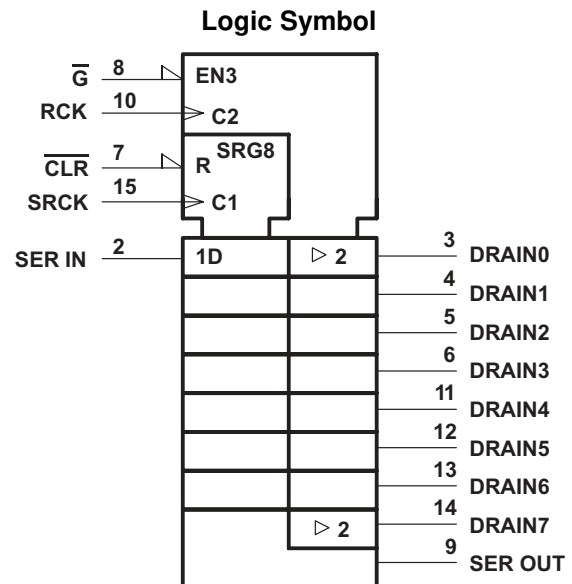 Logic Symbol
G̅ 8 EN3
RCK 10 C2
SRG8
C̅L̅R̅ 7 R
SRCK 15 C1
SER IN 2 1D ▷ 2 3 DRAIN0
4 DRAIN1
5 DRAIN2
6 DRAIN3
11 DRAIN4
12 DRAIN5
13 DRAIN6
▷ 2 14 DRAIN7
9 SER OUT